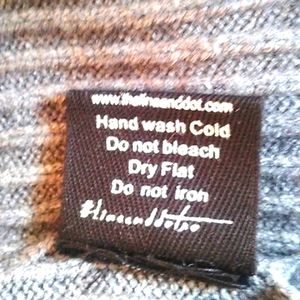 www.thelineanddot.com
Hand wash Cold
Do not bleach
Dry Flat
Do not iron